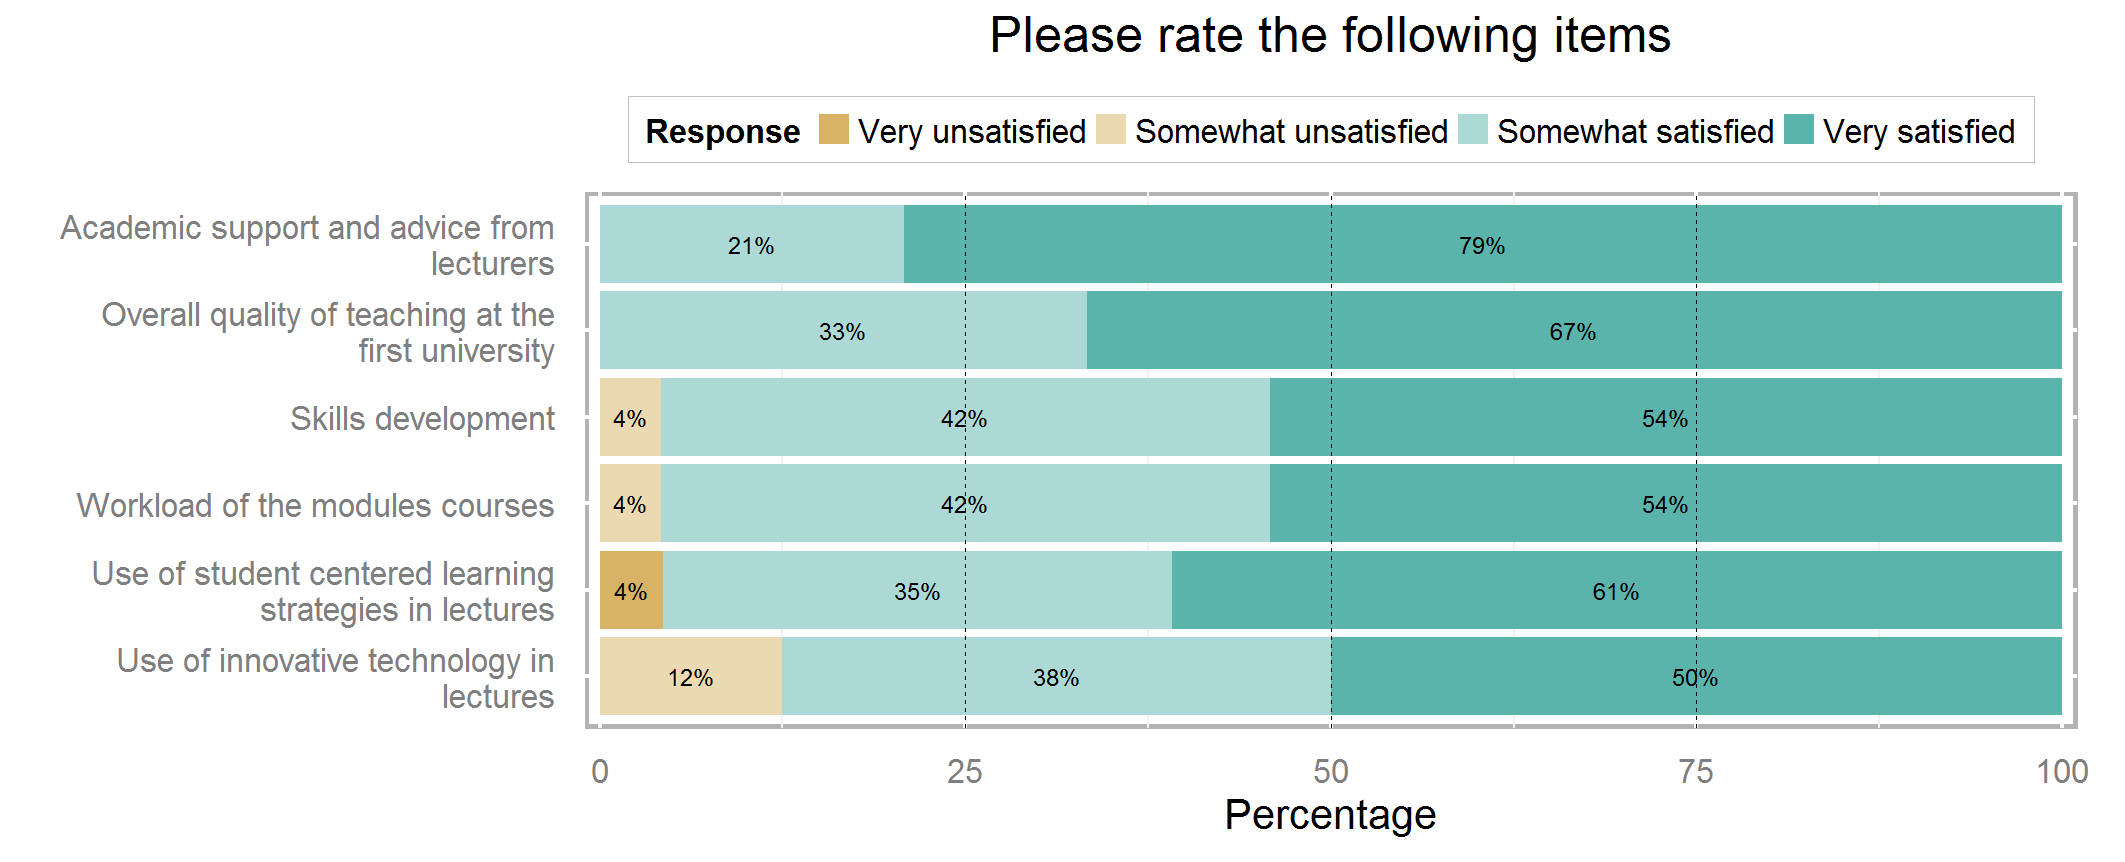 Please rate the following items
Response Very unsatisfied Somewhat unsatisfied Somewhat satisfied Very satisfied
Academic support and advice from
lecturers
21% 79%
Overall quality of teaching at the
first university
33% 67%
Skills development
4% 42% 54%
Workload of the modules courses
4% 42% 54%
Use of student centered learning
strategies in lectures
4% 35% 61%
Use of innovative technology in
lectures
12% 38% 50%
0 25 50 75 100
Percentage